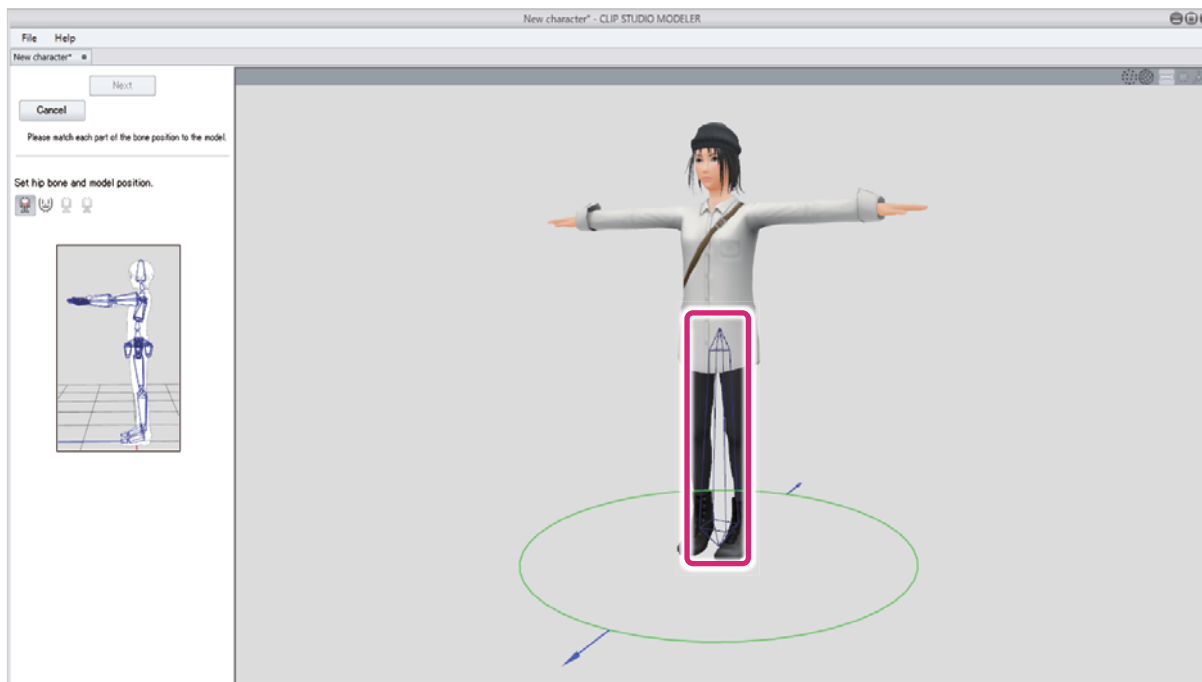 New character* - CLIP STUDIO MODELER
File Help
New character*
Next
Cancel
Please match each part of the bone position to the model.
Set hip bone and model position.